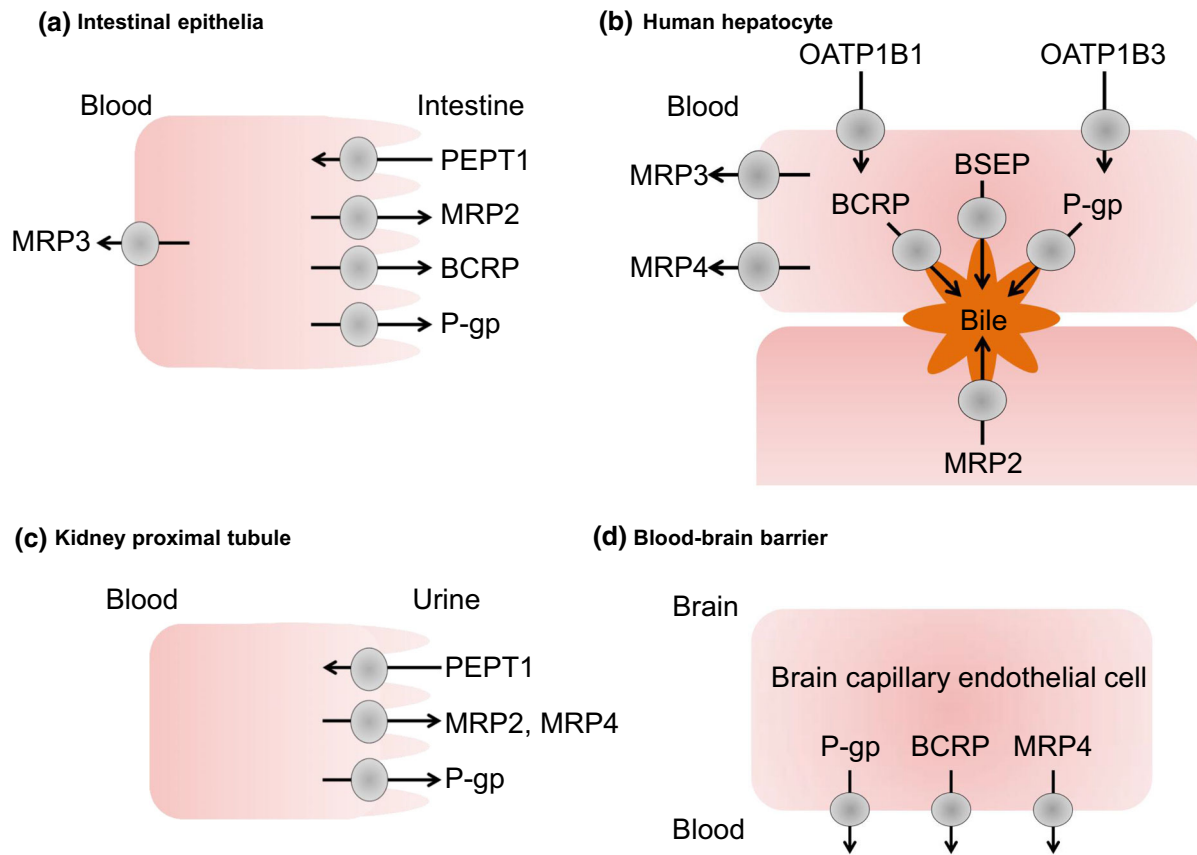 (a) Intestinal epithelia
Blood
Intestine
PEPT1
MRP2
MRP3
BCRP
P-gp
(b) Human hepatocyte
OATP1B1
OATP1B3
Blood
MRP3
BSEP
BCRP
P-gp
MRP4
Bile
MRP2
(c) Kidney proximal tubule
Blood
Urine
PEPT1
MRP2, MRP4
P-gp
(d) Blood-brain barrier
Brain
Brain capillary endothelial cell
P-gp
BCRP
MRP4
Blood